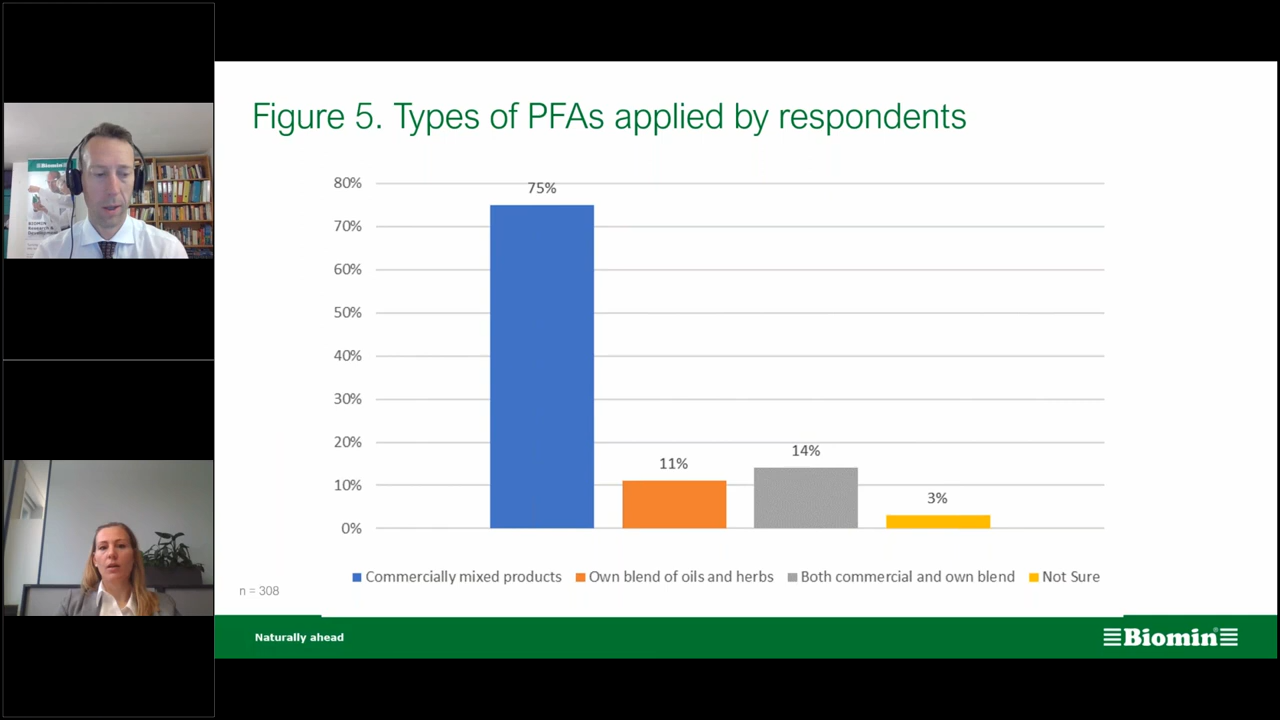 Figure 5. Types of PFAs applied by respondents
80%
70%
60%
50%
40%
30%
20%
10%
0%
75%
11%
14%
3%
Commercially mixed products
Own blend of oils and herbs
Both commercial and own blend
Not Sure
n = 308
Naturally ahead
Biomin®
Biomin